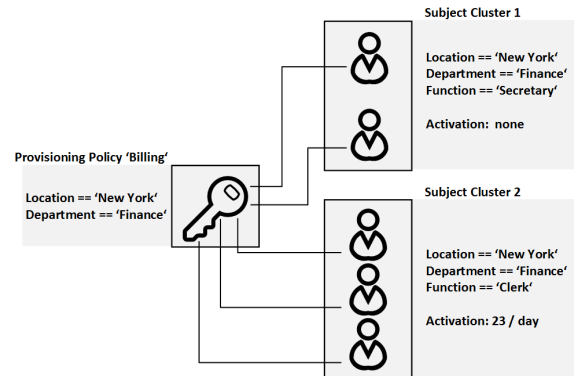 Subject Cluster 1
Location == ‘New York‘
Department == ‘Finance‘
Function == ‘Secretary‘
Activation: none
Provisioning Policy ‘Billing‘
Location == ‘New York‘
Department == ‘Finance‘
Subject Cluster 2
Location == ‘New York‘
Department == ‘Finance‘
Function == ‘Clerk‘
Activation: 23 / day